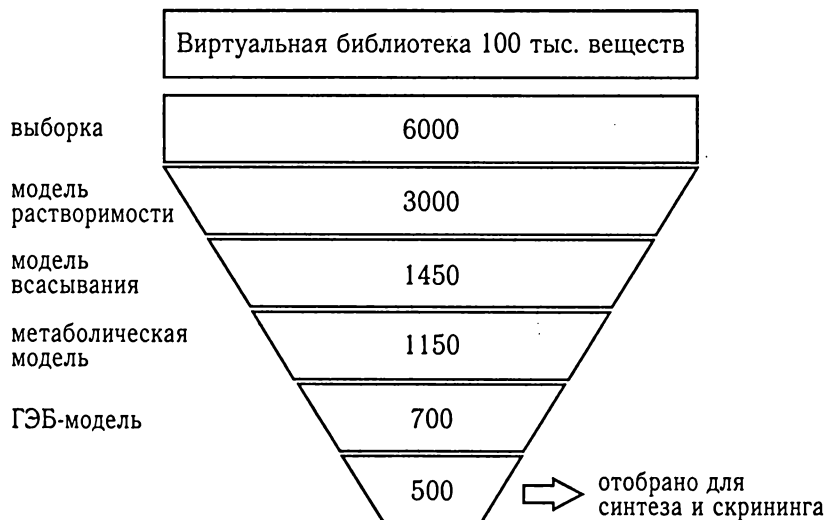 Виртуальная библиотека 100 тыс. веществ
выборка
6000
модель
растворимости
3000
модель
всасывания
1450
метаболическая
модель
1150
ГЭБ-модель
700
500
отобрано для
синтеза и скрининга